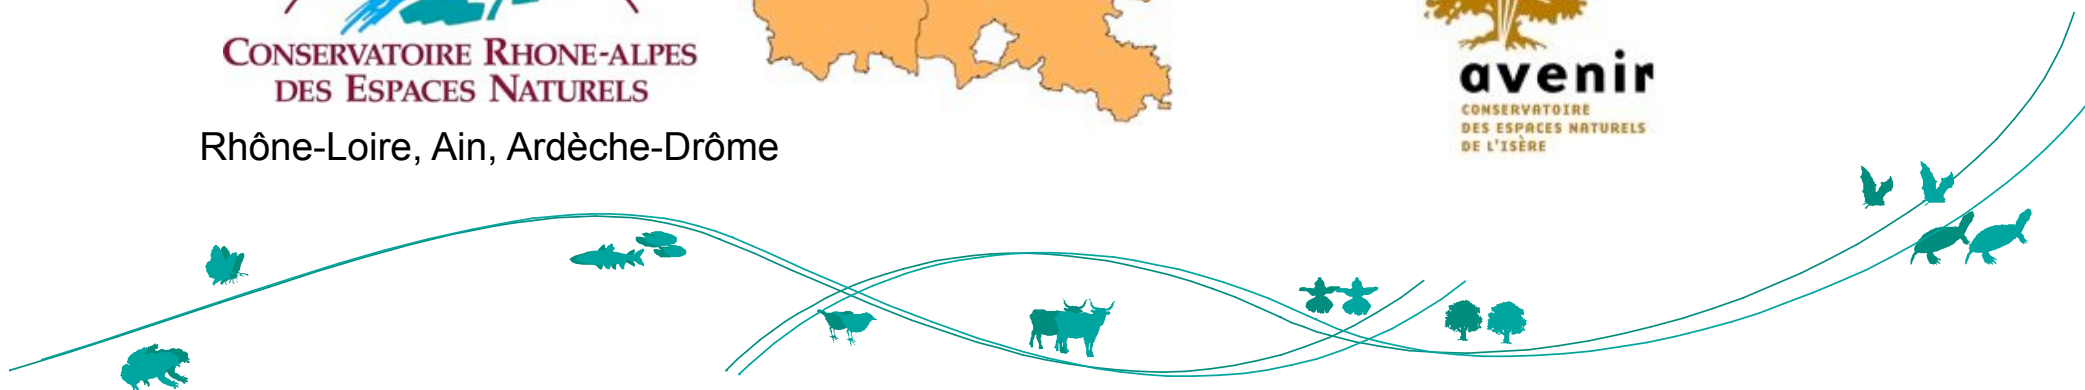 CONSERVATOIRE RHONE-ALPES
DES ESPACES NATURELS
Rhône-Loire, Ain, Ardèche-Drôme
avenir
CONSERVATOIRE
DES ESPACES NATURELS
DE L'ISÈRE